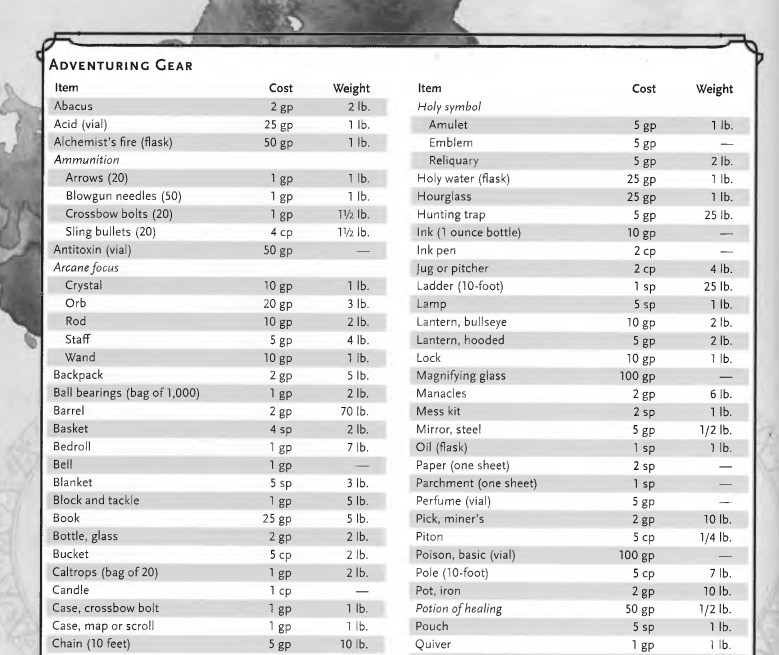 ADVENTURING GEAR
Item Cost Weight
Abacus 2 gp 2 lb.
Acid (vial) 25 gp 1 lb.
Alchemist's fire (flask) 50 gp 1 lb.
Ammunition
Arrows (20) 1 gp 1 lb.
Blowgun needles (50) 1 gp 1 lb.
Crossbow bolts (20) 1 gp 1½ lb.
Sling bullets (20) 4 cp 1½ lb.
Antitoxin (vial) 50 gp —
Arcane focus
Crystal 10 gp 1 lb.
Orb 20 gp 3 lb.
Rod 10 gp 2 lb.
Staff 5 gp 4 lb.
Wand 10 gp 1 lb.
Backpack 2 gp 5 lb.
Ball bearings (bag of 1,000) 1 gp 2 lb.
Barrel 2 gp 70 lb.
Basket 4 sp 2 lb.
Bedroll 1 gp 7 lb.
Bell 1 gp —
Blanket 5 sp 3 lb.
Block and tackle 1 gp 5 lb.
Book 25 gp 5 lb.
Bottle, glass 2 gp 2 lb.
Bucket 5 cp 2 lb.
Caltrops (bag of 20) 1 gp 2 lb.
Candle 1 cp —
Case, crossbow bolt 1 gp 1 lb.
Case, map or scroll 1 gp 1 lb.
Chain (10 feet) 5 gp 10 lb.
Item Cost Weight
Holy symbol
Amulet 5 gp 1 lb.
Emblem 5 gp —
Reliquary 5 gp 2 lb.
Holy water (flask) 25 gp 1 lb.
Hourglass 25 gp 1 lb.
Hunting trap 5 gp 25 lb.
Ink (1 ounce bottle) 10 gp —
Ink pen 2 cp —
Jug or pitcher 2 cp 4 lb.
Ladder (10-foot) 1 sp 25 lb.
Lamp 5 sp 1 lb.
Lantern, bullseye 10 gp 2 lb.
Lantern, hooded 5 gp 2 lb.
Lock 10 gp 1 lb.
Magnifying glass 100 gp —
Manacles 2 gp 6 lb.
Mess kit 2 sp 1 lb.
Mirror, steel 5 gp 1/2 lb.
Oil (flask) 1 sp 1 lb.
Paper (one sheet) 2 sp —
Parchment (one sheet) 1 sp —
Perfume (vial) 5 gp —
Pick, miner's 2 gp 10 lb.
Piton 5 cp 1/4 lb.
Poison, basic (vial) 100 gp —
Pole (10-foot) 5 cp 7 lb.
Pot, iron 2 gp 10 lb.
Potion of healing 50 gp 1/2 lb.
Pouch 5 sp 1 lb.
Quiver 1 gp 1 lb.